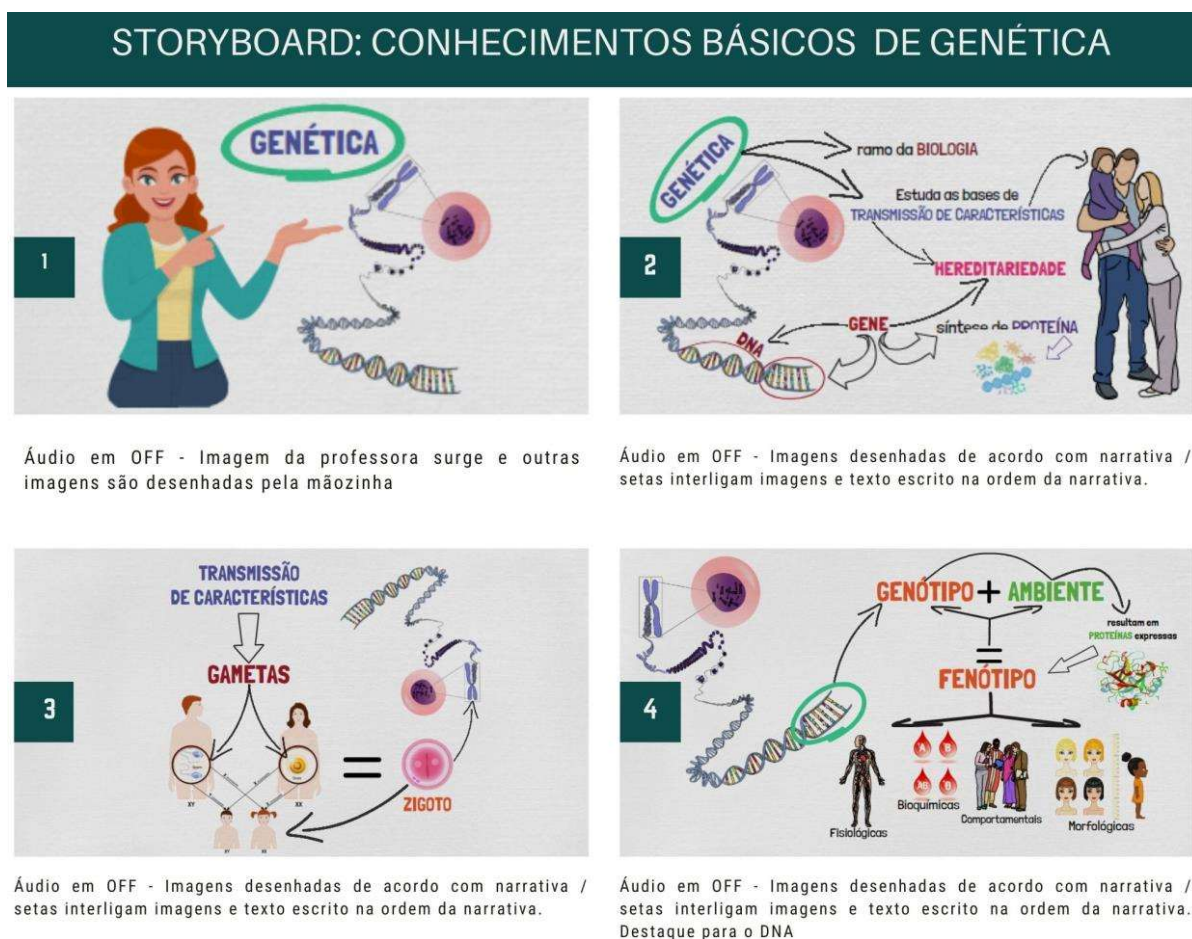 STORYBOARD: CONHECIMENTOS BÁSICOS DE GENÉTICA
1
GENÉTICA
Áudio em OFF - Imagem da professora surge e outras
imagens são desenhadas pela mãozinha
2
GENÉTICA
ramo da BIOLOGIA
Estuda as bases de
TRANSMISSÃO DE CARACTERÍSTICAS
HEREDITARIEDADE
GENE
síntese de PROTEÍNA
DNA
Áudio em OFF - Imagens desenhadas de acordo com narrativa /
setas interligam imagens e texto escrito na ordem da narrativa.
3
TRANSMISSÃO
DE CARACTERÍSTICAS
GAMETAS
=
XY
XX
ZIGOTO
XY
XX
Áudio em OFF - Imagens desenhadas de acordo com narrativa /
setas interligam imagens e texto escrito na ordem da narrativa.
4
GENÓTIPO + AMBIENTE
resultam em
PROTEÍNAS expressas
=
FENÓTIPO
A B
AB B
Fisiológicas
Bioquímicas
Comportamentais
Morfológicas
Áudio em OFF - Imagens desenhadas de acordo com narrativa /
setas interligam imagens e texto escrito na ordem da narrativa.
Destaque para o DNA